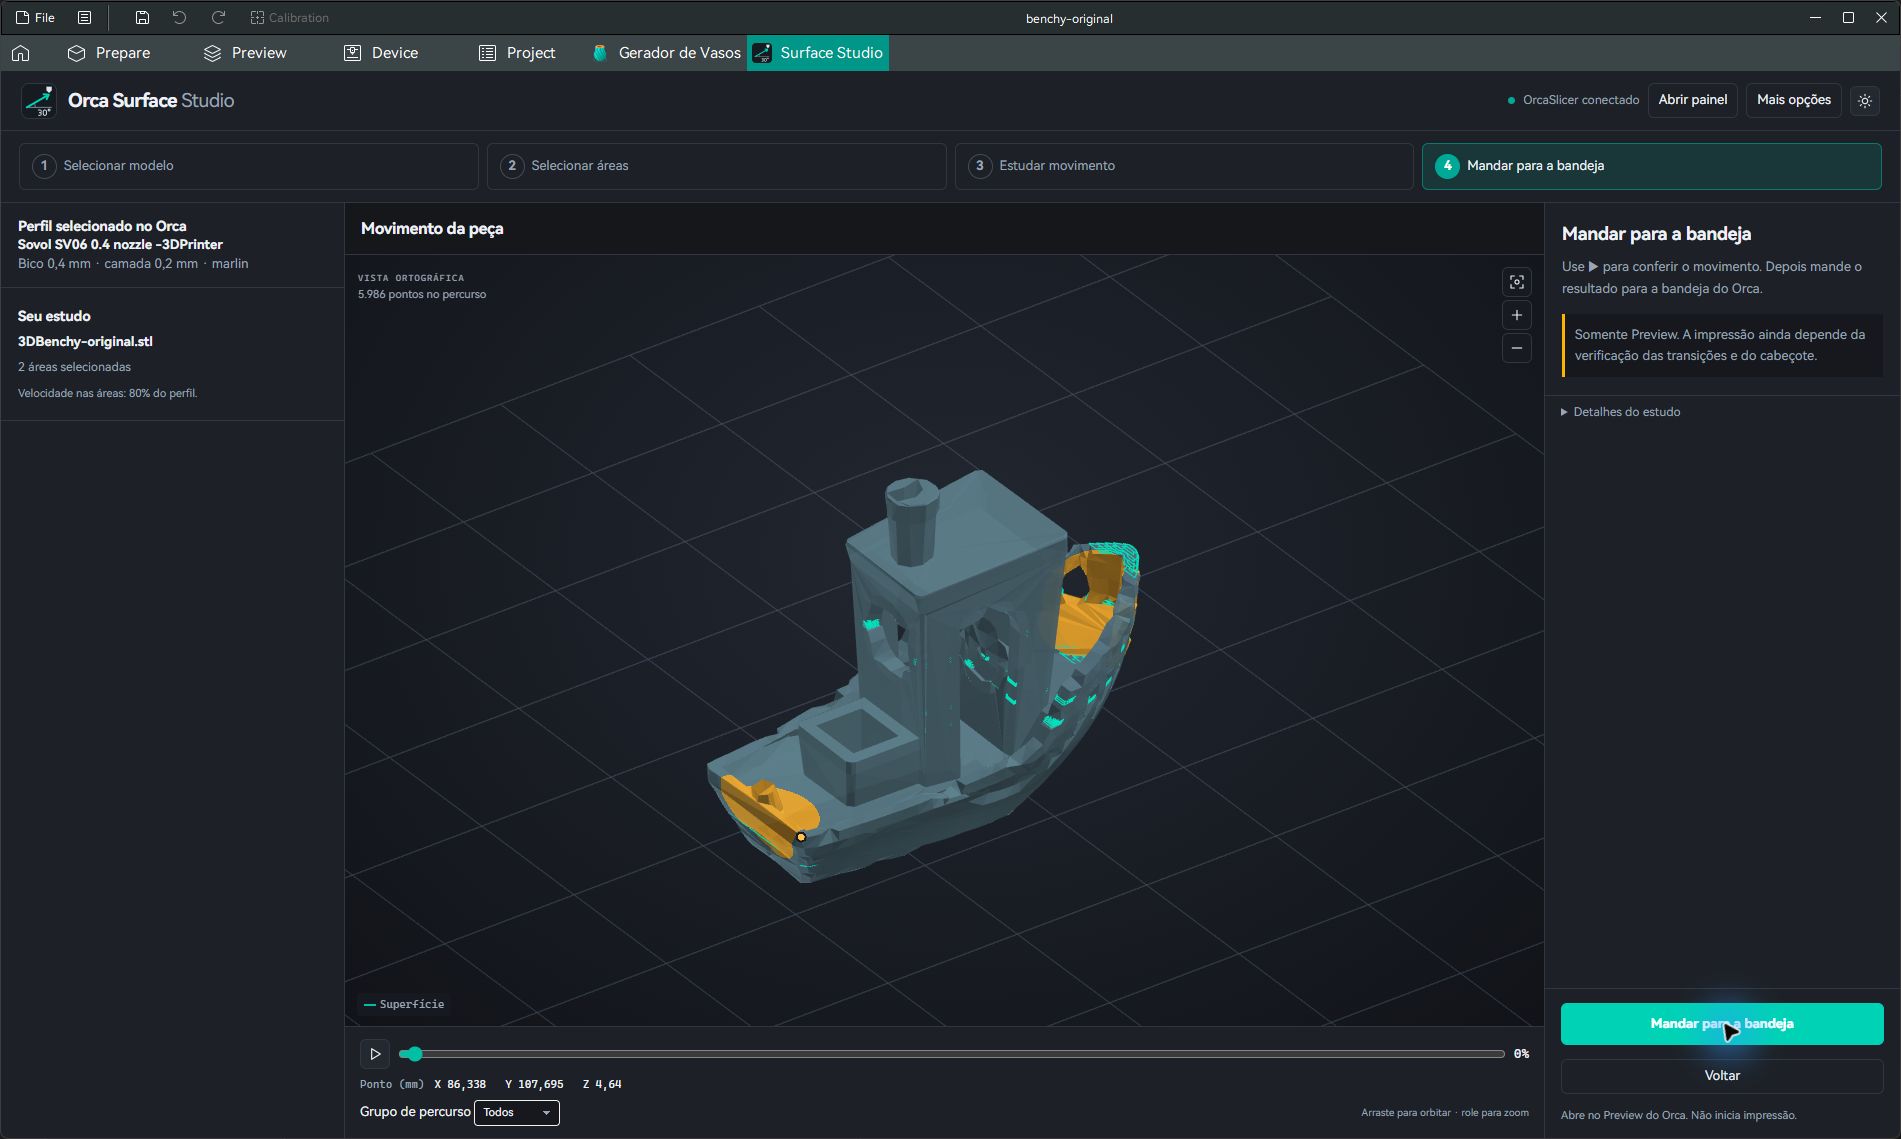 File
Calibration
benchy-original
Prepare
Preview
Device
Project
Gerador de Vasos
30°
Surface Studio
30°
Orca Surface Studio
OrcaSlicer conectado
Abrir painel
Mais opções
1 Selecionar modelo
2 Selecionar áreas
3 Estudar movimento
4 Mandar para a bandeja
Perfil selecionado no Orca
Sovol SV06 0.4 nozzle -3DPrinter
Bico 0,4 mm · camada 0,2 mm · marlin
Seu estudo
3DBenchy-original.stl
2 áreas selecionadas
Velocidade nas áreas: 80% do perfil.
Movimento da peça
VISTA ORTOGRÁFICA
5.986 pontos no percurso
Superfície
0%
Ponto (mm) X 86,338 Y 107,695 Z 4,64
Grupo de percurso Todos
Arraste para orbitar · role para zoom
Mandar para a bandeja
Use ▶ para conferir o movimento. Depois mande o
resultado para a bandeja do Orca.
Somente Preview. A impressão ainda depende da
verificação das transições e do cabeçote.
Detalhes do estudo
Mandar para a bandeja
Voltar
Abre no Preview do Orca. Não inicia impressão.